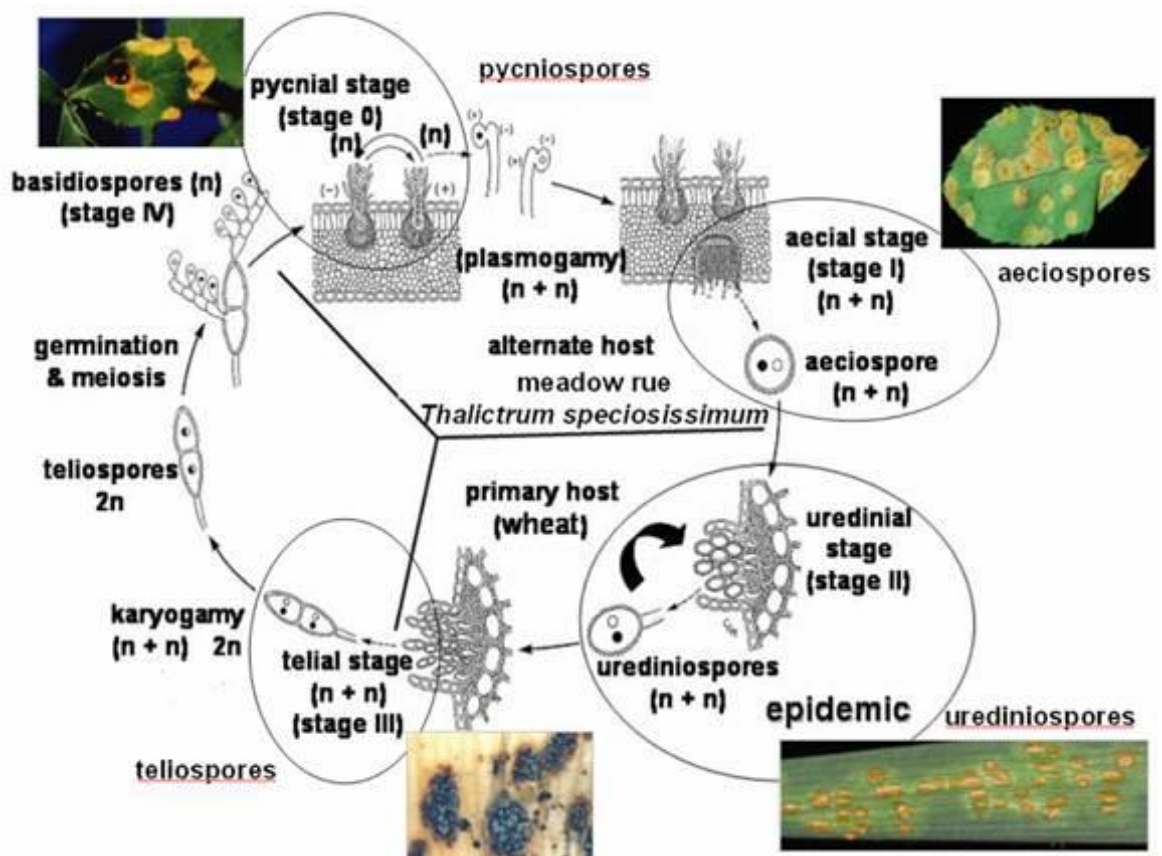 pycnial stage
(stage 0)
(n)
(n)
pycniospores
(+)
(-)
(+)
(-)
(-)
(+)
basidiospores (n)
(stage IV)
(plasmogamy)
(n + n)
aecial stage
(stage I)
(n + n)
aeciospores
germination
& meiosis
alternate host
meadow rue
Thalictrum speciosissimum
aeciospore
(n + n)
teliospores
2n
primary host
(wheat)
uredinial
stage
(stage II)
karyogamy
(n + n) 2n
telial stage
(n + n)
(stage III)
urediniospores
(n + n)
epidemic
urediniospores
teliospores